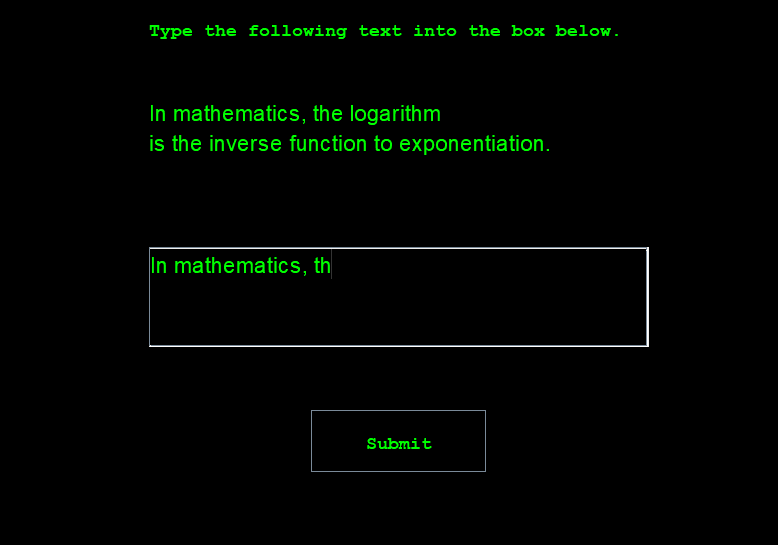 Type the following text into the box below.
In mathematics, the logarithm
is the inverse function to exponentiation.
In mathematics, th
Submit